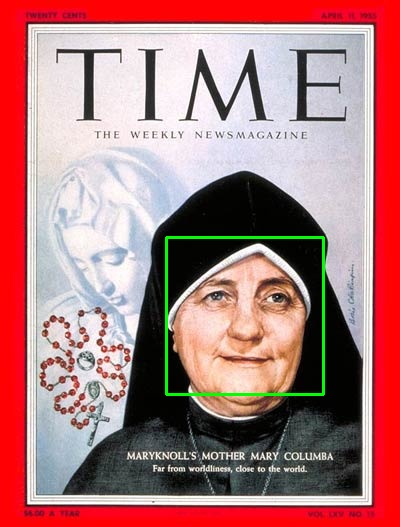 TWENTY CENTS
APRIL 11, 1955
TIME
THE WEEKLY NEWSMAGAZINE
MARYKNOLL'S MOTHER MARY COLUMBA
Far from worldliness, close to the world.
$6.00 A YEAR
VOL. LXV NO. 15